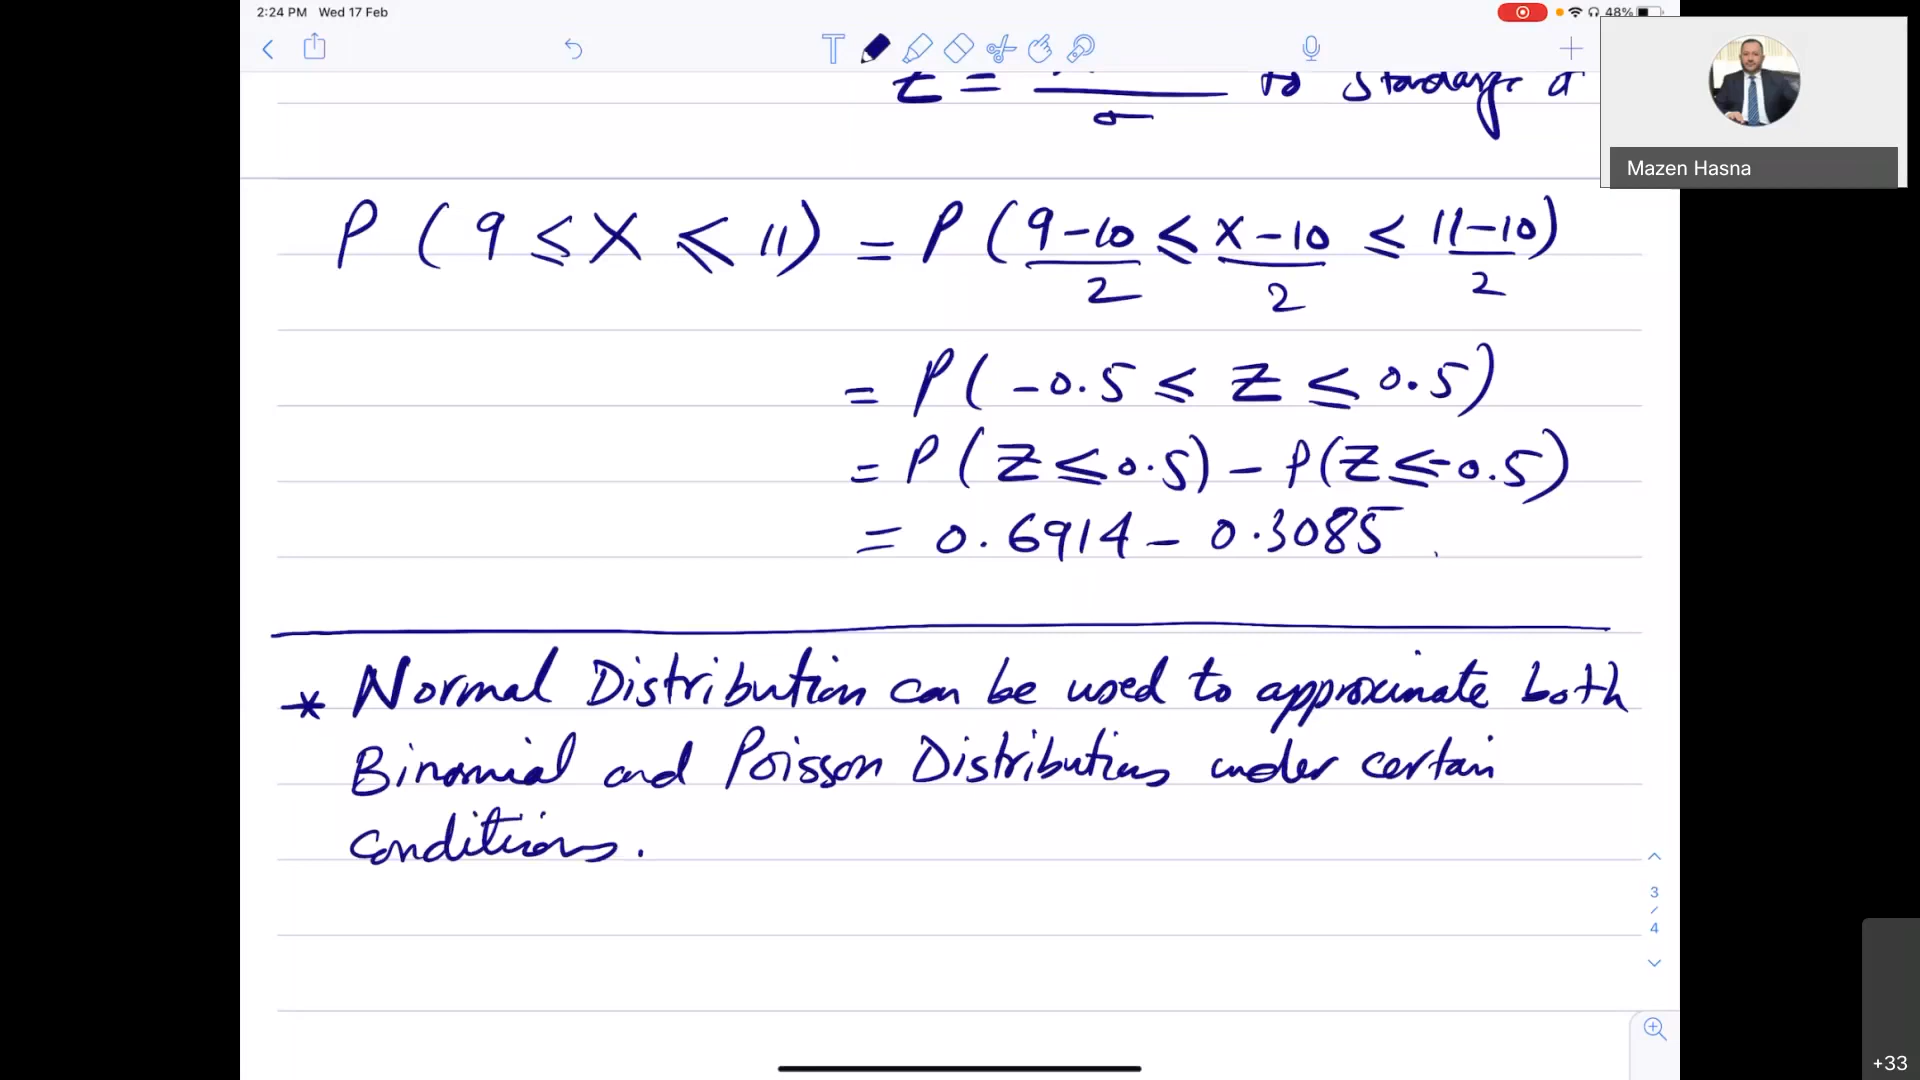 2:24 PM Wed 17 Feb
48%
Mazen Hasna
z = σ to
P ( 9 ≤ X ≤ 11) = P ( 9-10/2 ≤ x-10/2 ≤ 11-10/2 )
= P( -0.5 ≤ Z ≤ 0.5)
= P ( Z ≤ 0.5) - P(Z ≤ -0.5)
= 0.6914 - 0.3085
* Normal Distribution can be used to approximate both
Binomial and Poisson Distributions under certain
conditions.
3
/
4
+33